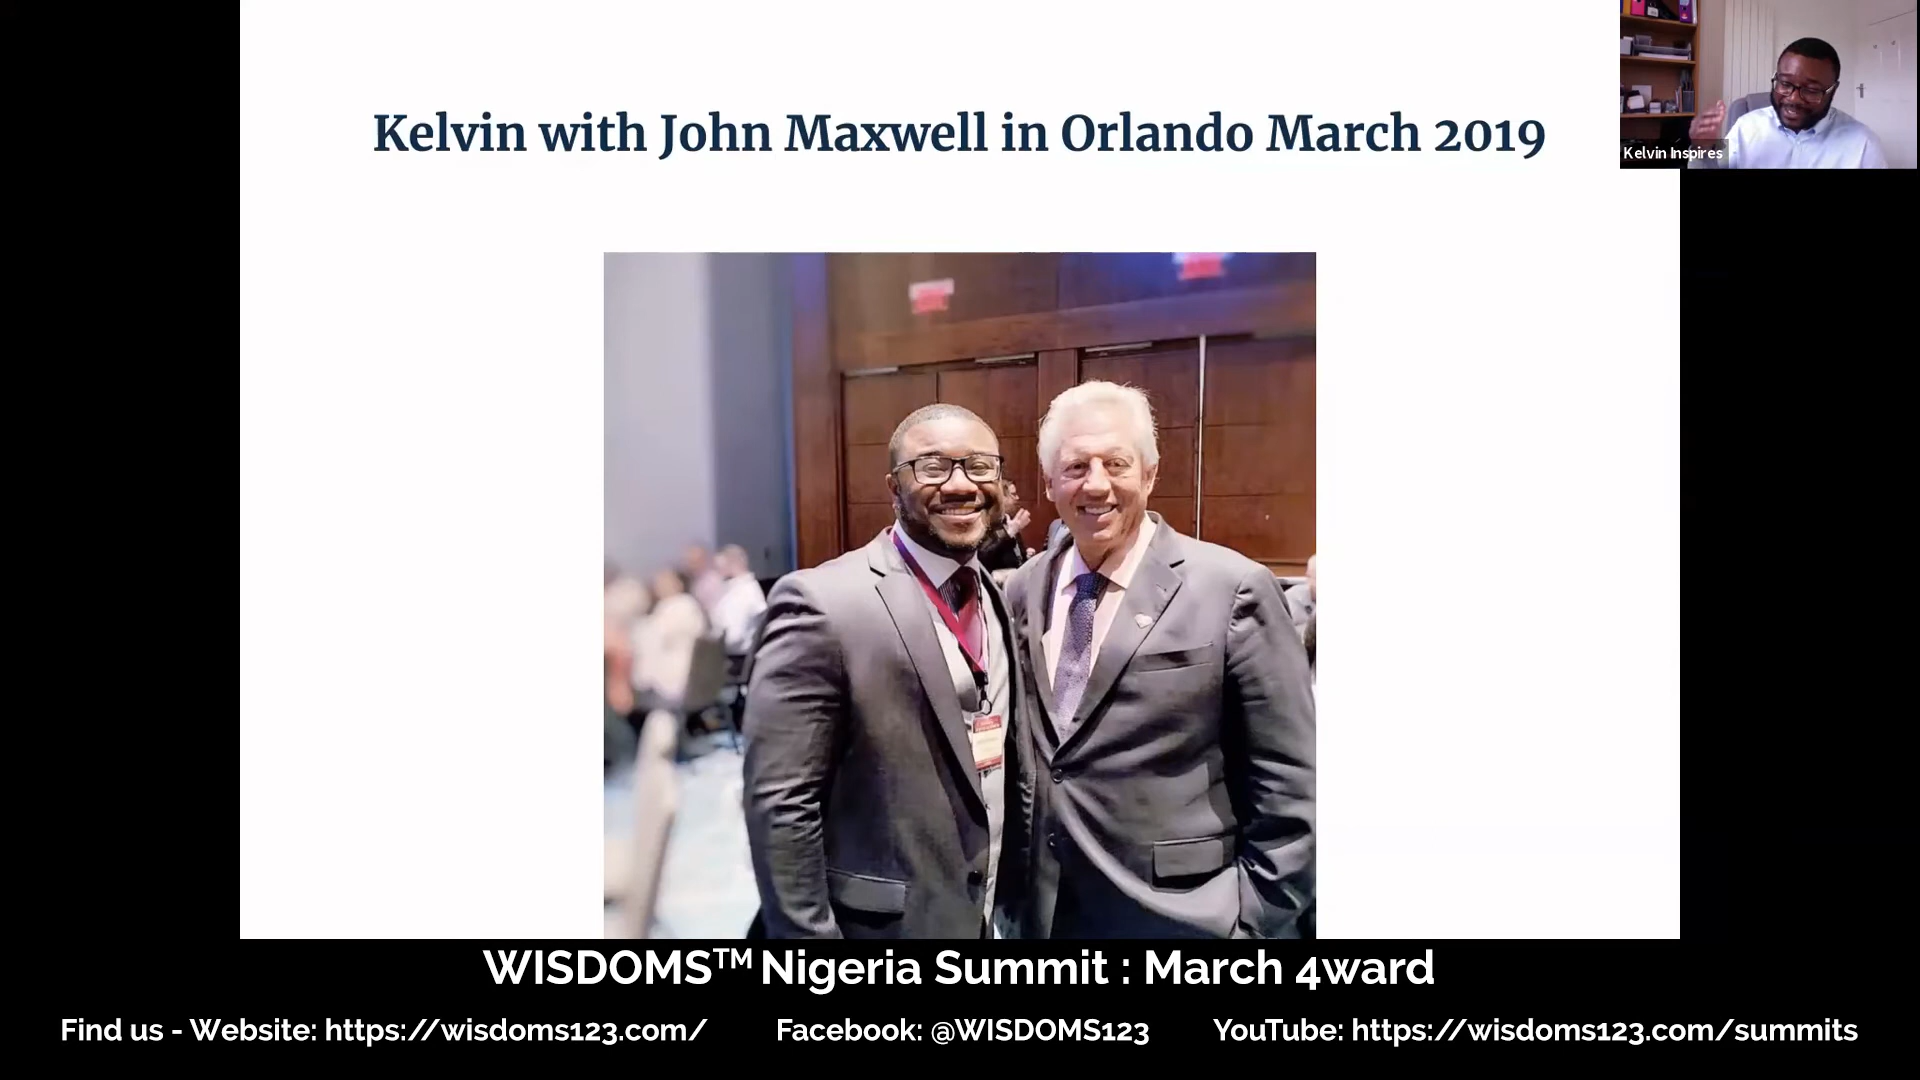 Kelvin with John Maxwell in Orlando March 2019
Kelvin Inspires
WISDOMS™ Nigeria Summit : March 4ward
Find us - Website: https://wisdoms123.com/ Facebook: @WISDOMS123 YouTube: https://wisdoms123.com/summits